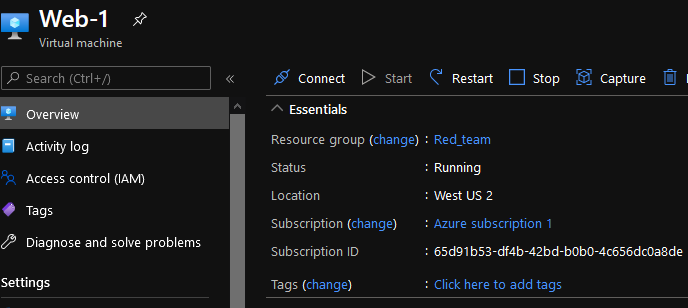 Web-1
Virtual machine
Search (Ctrl+/)
«
Connect
Start
Restart
Stop
Capture
Overview
Activity log
Access control (IAM)
Tags
Diagnose and solve problems
Settings
Essentials
Resource group (change) : Red_team
Status : Running
Location : West US 2
Subscription (change) : Azure subscription 1
Subscription ID : 65d91b53-df4b-42bd-b0b0-4c656dc0a8de
Tags (change) : Click here to add tags